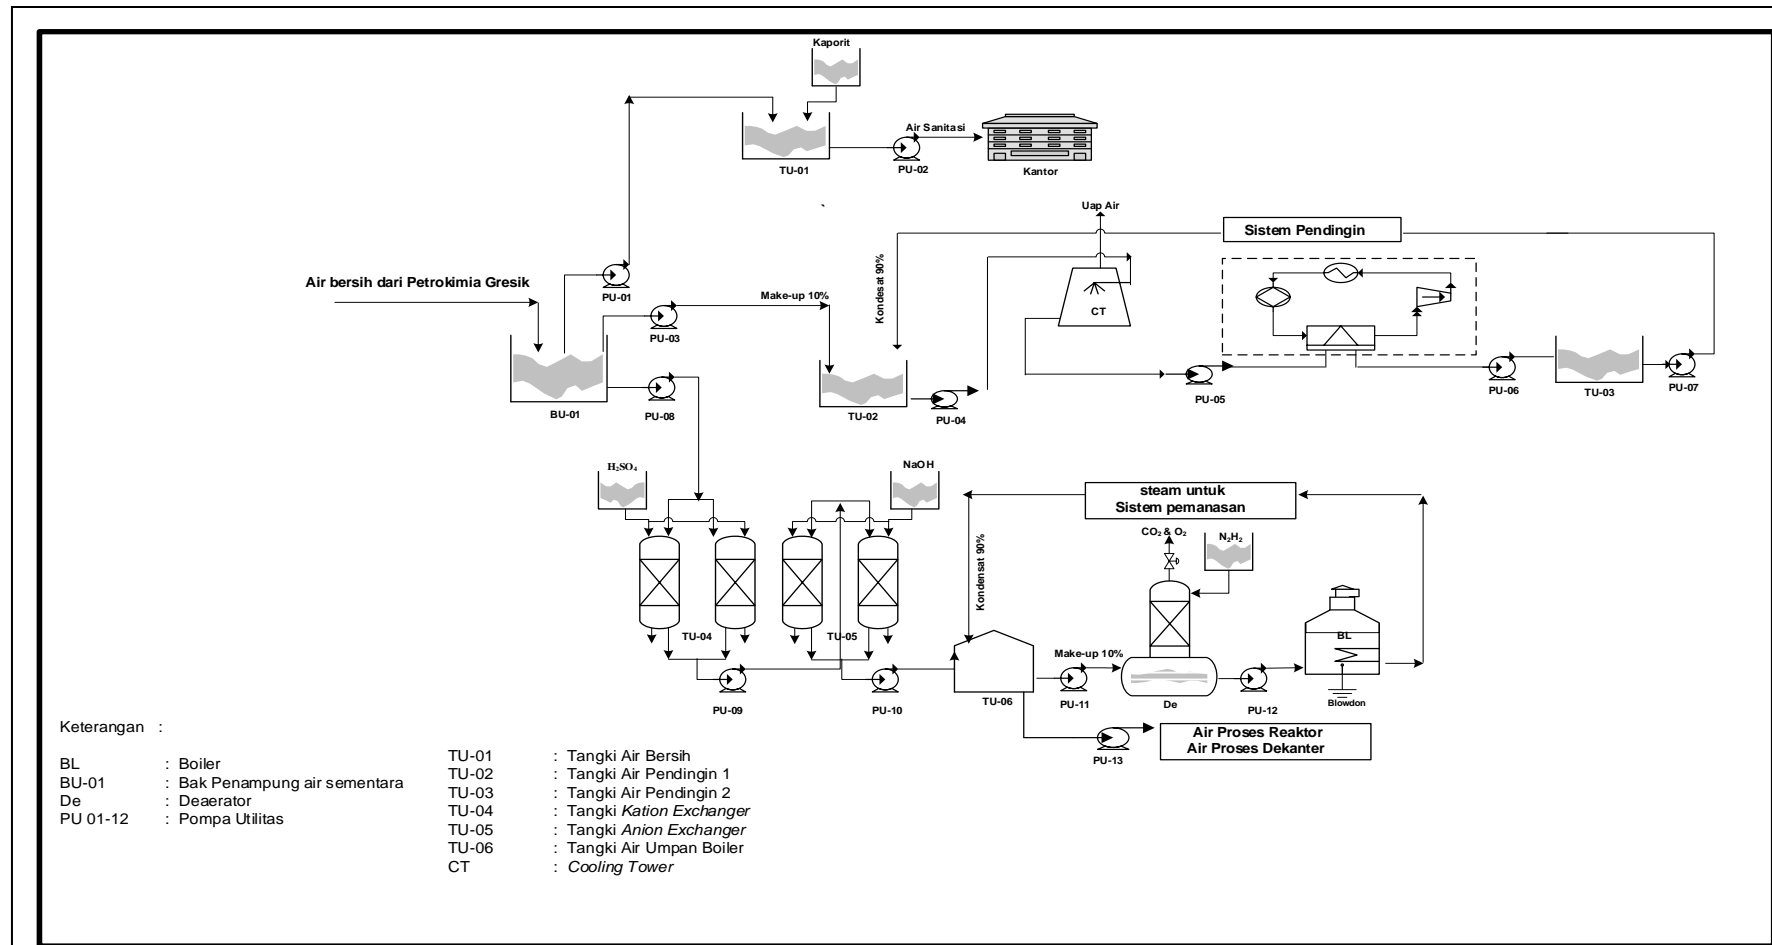 Kaporit
TU-01
PU-02
Air Sanitasi
Kantor
Uap Air
Sistem Pendingin
Air bersih dari Petrokimia Gresik
PU-01
Make-up 10%
PU-03
Kondesat 90%
CT
BU-01
PU-08
TU-02
PU-04
PU-05
PU-06
TU-03
PU-07
H₂SO₄
NaOH
steam untuk
Sistem pemanasan
CO₂ & O₂
N₂H₂
Kondensat 90%
TU-04
TU-05
BL
Make-up 10%
PU-09
PU-10
TU-06
PU-11
De
PU-12
Blowdon
PU-13
Air Proses Reaktor
Air Proses Dekanter
Keterangan :
BL : Boiler
BU-01 : Bak Penampung air sementara
De : Deaerator
PU 01-12 : Pompa Utilitas
TU-01 : Tangki Air Bersih
TU-02 : Tangki Air Pendingin 1
TU-03 : Tangki Air Pendingin 2
TU-04 : Tangki Kation Exchanger
TU-05 : Tangki Anion Exchanger
TU-06 : Tangki Air Umpan Boiler
CT : Cooling Tower